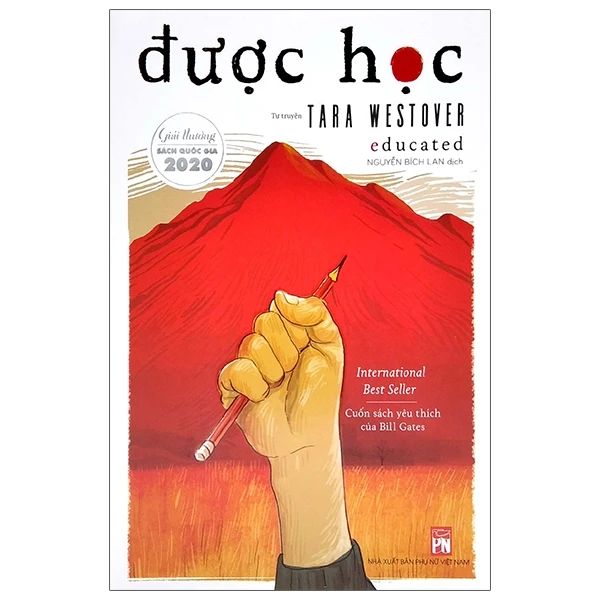 được học
Tự truyện TARA WESTOVER
educated
NGUYỄN BÍCH LAN dịch
Giải thưởng
SÁCH QUỐC GIA
2020
International
Best Seller
Cuốn sách yêu thích
của Bill Gates
PN
NHÀ XUẤT BẢN PHỤ NỮ VIỆT NAM